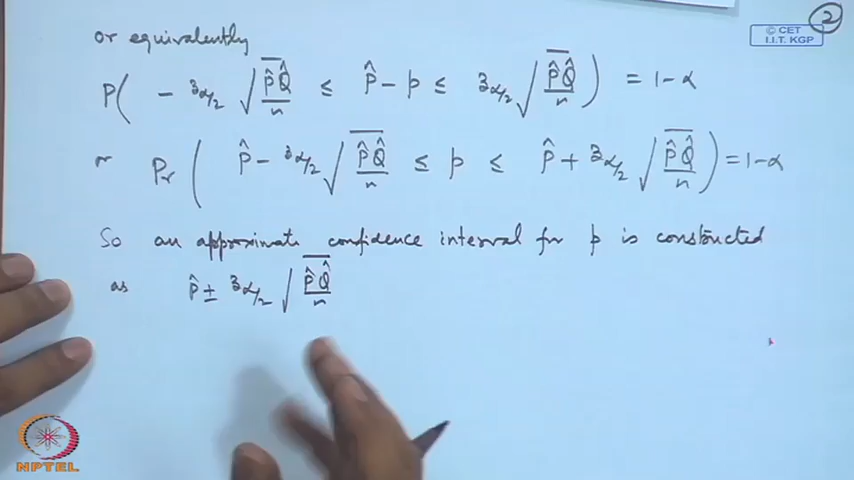 2
© CET
I.I.T. KGP
or equivalently
P( - z_{α/2} √(P̂Q̂/n) ≤ P̂ - p ≤ z_{α/2} √(P̂Q̂/n) ) = 1-α
or Pr ( P̂ - z_{α/2} √(P̂Q̂/n) ≤ p ≤ P̂ + z_{α/2} √(P̂Q̂/n) ) = 1-α
So an approximate confidence interval for p is constructed
as P̂ ± z_{α/2} √(P̂Q̂/n)
NPTEL